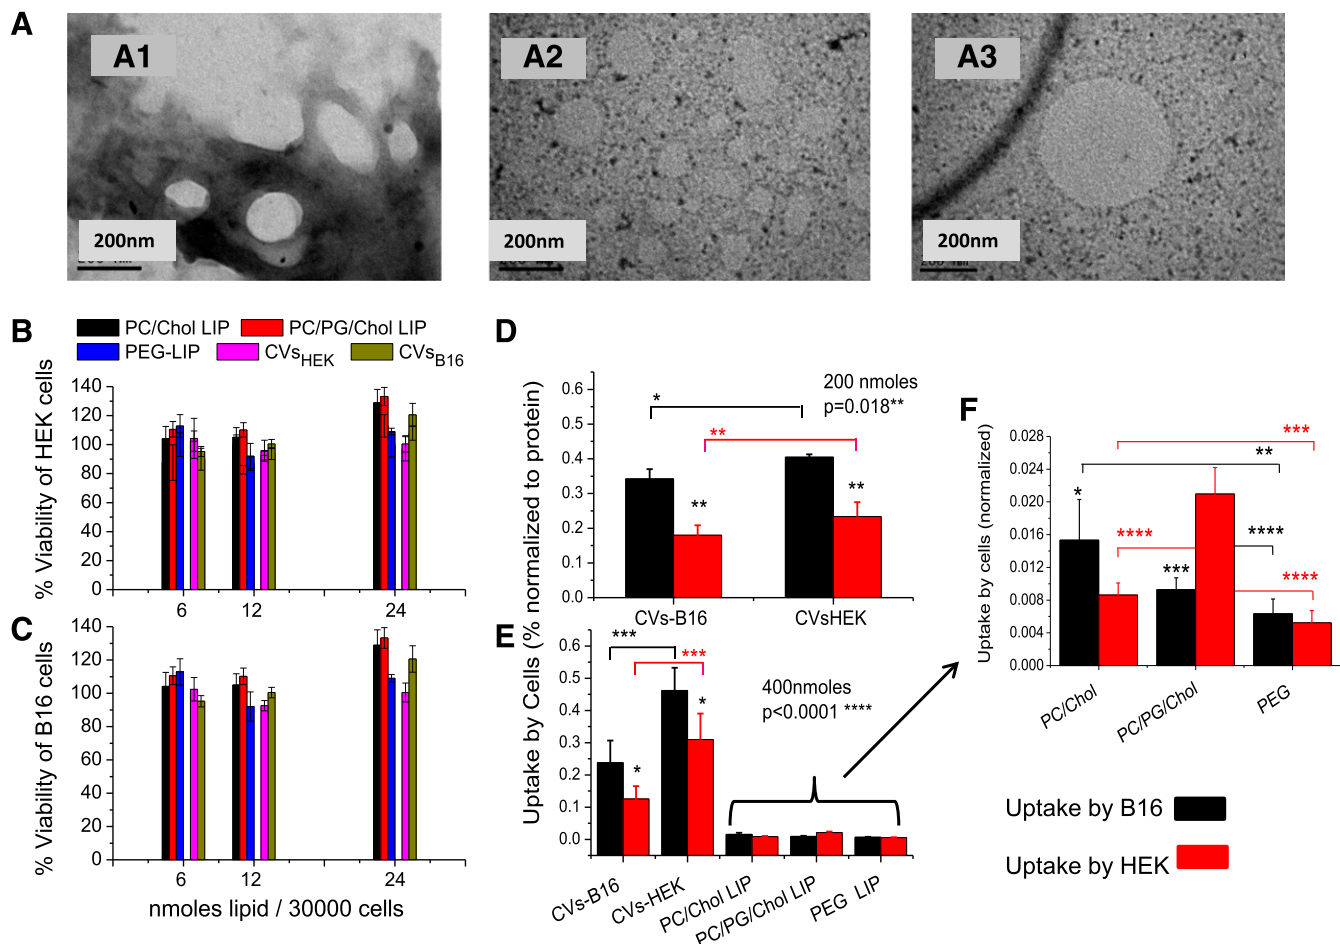 A
A1
A2
A3
200nm
200nm
200nm
B
PC/Chol LIP
PC/PG/Chol LIP
PEG-LIP
CVsHEK
CVsB16
% Viability of HEK cells
140
120
100
80
60
40
20
0
6
12
24
C
% Viability of B16 cells
140
120
100
80
60
40
20
0
6
12
24
nmoles lipid / 30000 cells
D
Uptake by Cells (% normalized to protein)
0.6
0.5
0.4
0.3
0.2
0.1
0.0
*
**
**
**
200 nmoles
p=0.018**
CVs-B16
CVsHEK
E
0.6
0.5
0.4
0.3
0.2
0.1
0.0
***
***
*
*
400nmoles
p<0.0001 ****
CVs-B16
CVs-HEK
PC/Chol LIP
PC/PG/Chol LIP
PEG LIP
F
Uptake by cells (normalized)
0.028
0.024
0.020
0.016
0.012
0.008
0.004
0.000
***
**
*
****
***
****
****
PC/Chol
PC/PG/Chol
PEG
Uptake by B16
Uptake by HEK